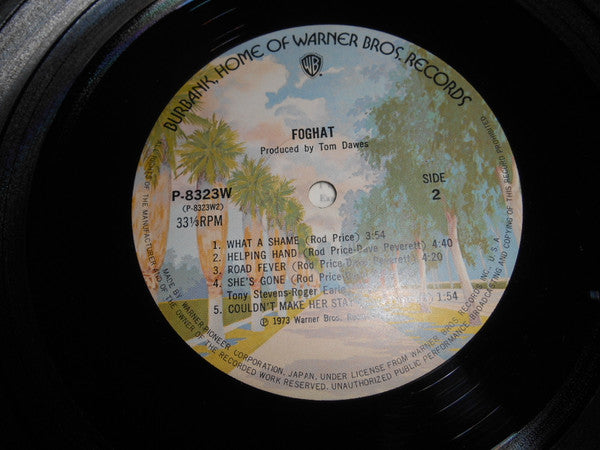 BURBANK, HOME OF WARNER BROS. RECORDS
WB
FOGHAT
Produced by Tom Dawes
P-8323W
(P-8323W2)
33⅓RPM
SIDE
2
1. WHAT A SHAME (Rod Price) 3:54
2. HELPING HAND (Rod Price-Dave Peverett) 4:40
3. ROAD FEVER (Rod Price-Dave Peverett) 4:20
4. SHE'S GONE (Rod Price-
Tony Stevens-Roger Earl
5. COULDN'T MAKE HER STAY 1:54
℗ 1973 Warner Bros.
MADE BY WARNER-PIONEER CORPORATION, JAPAN. UNDER LICENSE FROM WARNER BROS. RECORDS INC., U.S.A.
OF THE MANUFACTURER AND OF THE OWNER OF THE RECORDED WORK RESERVED. UNAUTHORIZED PUBLIC PERFORMANCE, BROADCASTING AND COPYING OF THIS RECORD PROHIBITED.